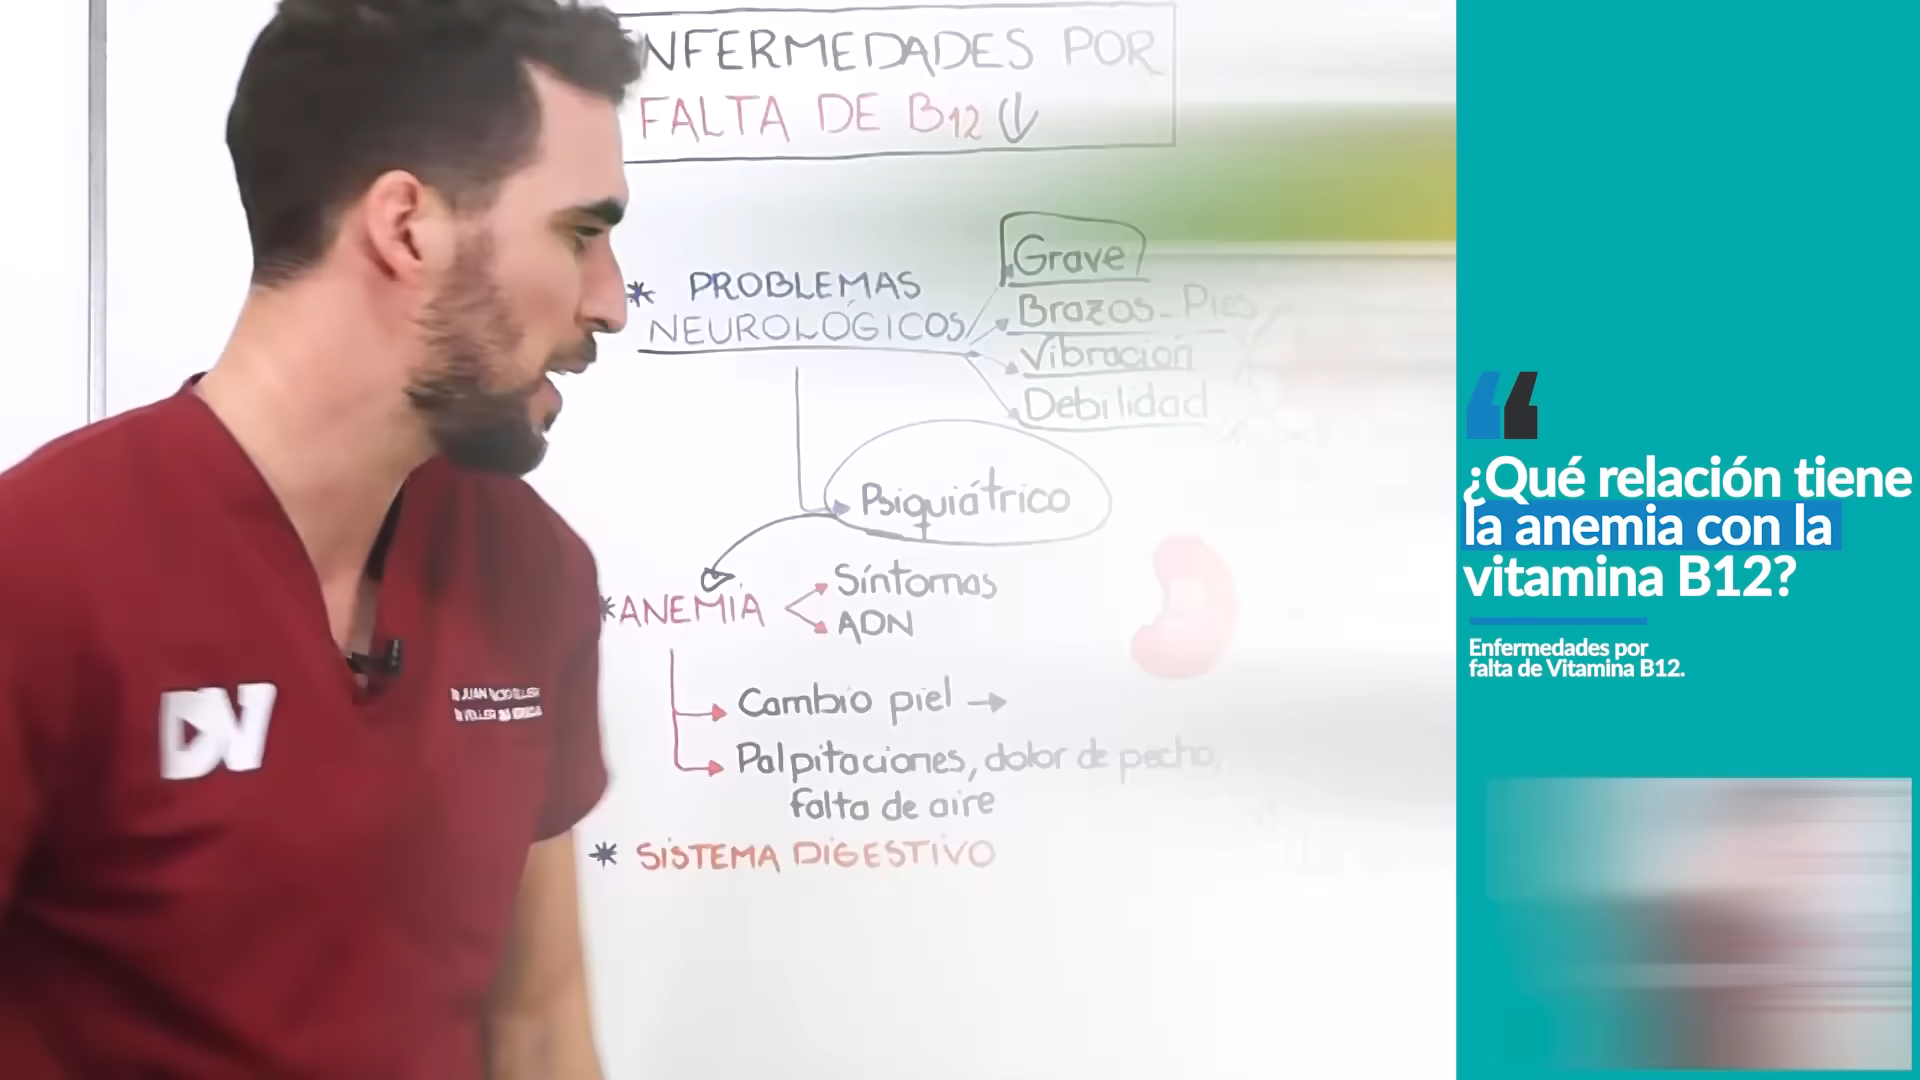 ENFERMEDADES POR
FALTA DE B12 ↓
* PROBLEMAS
NEUROLÓGICOS
Grave
Brazos - Pies
Vibración
Debilidad
Psiquiátrico
*ANEMIA
Síntomas
ADN
Cambio piel →
Palpitaciones, dolor de pecho,
falta de aire
* SISTEMA DIGESTIVO
DV
“
¿Qué relación tiene
la anemia con la
vitamina B12?
Enfermedades por
falta de Vitamina B12.